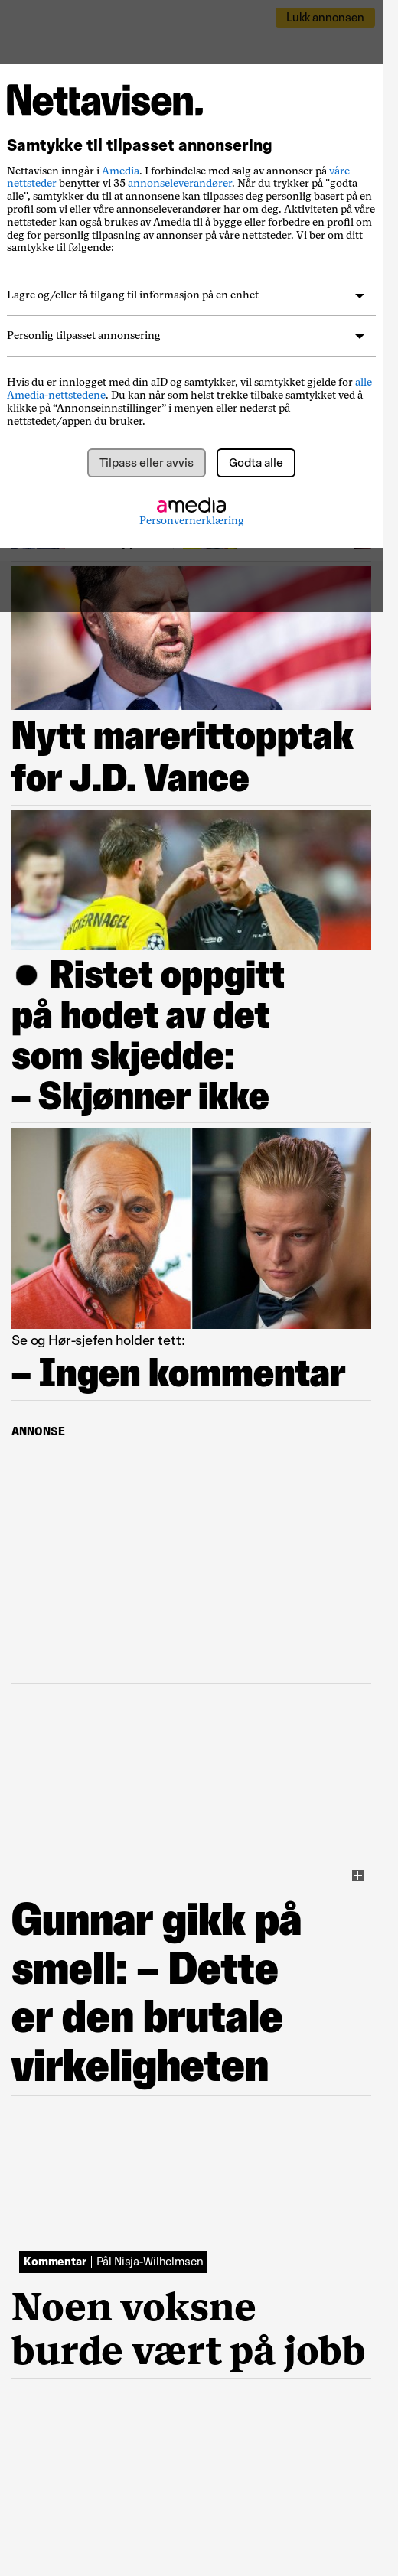 Lukk annonsen
Nettavisen.
Samtykke til tilpasset annonsering
Nettavisen inngår i Amedia. I forbindelse med salg av annonser på våre
nettsteder benytter vi 35 annonseleverandører. Når du trykker på "godta
alle", samtykker du til at annonsene kan tilpasses deg personlig basert på en
profil som vi eller våre annonseleverandører har om deg. Aktiviteten på våre
nettsteder kan også brukes av Amedia til å bygge eller forbedre en profil om
deg for personlig tilpasning av annonser på våre nettsteder. Vi ber om ditt
samtykke til følgende:
Lagre og/eller få tilgang til informasjon på en enhet
Personlig tilpasset annonsering
Hvis du er innlogget med din aID og samtykker, vil samtykket gjelde for alle
Amedia-nettstedene. Du kan når som helst trekke tilbake samtykket ved å
klikke på “Annonseinnstillinger” i menyen eller nederst på
nettsedet/appen du bruker.
Tilpass eller avvis
Godta alle
amedia
Personvernerklæring
Nytt marerittopptak
for J.D. Vance
CKERNAGEL
● Ristet oppgitt
på hodet av det
som skjedde:
– Skjønner ikke
Se og Hør-sjefen holder tett:
– Ingen kommentar
ANNONSE
Gunnar gikk på
smell: – Dette
er den brutale
virkeligheten
Kommentar | Pål Nisja-Wilhelmsen
Noen voksne
burde vært på jobb